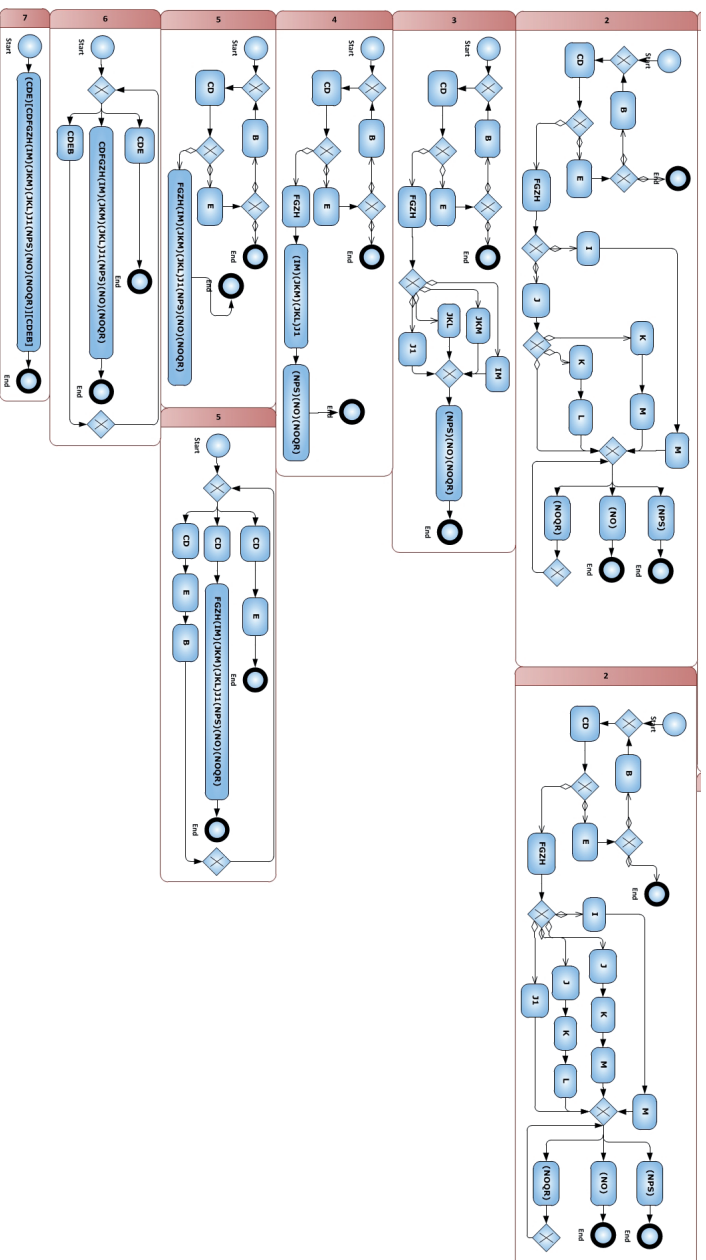 2
Start
End
M
(NPS)
End
B
K
M
(NO)
End
I
CD
E
K
L
(NOQR)
FGZH
J
2
Start
End
M
(NPS)
End
B
J
K
M
(NO)
End
I
CD
E
J
K
L
(NOQR)
FGZH
J1
3
Start
B
End
IM
JKM
CD
E
JKL
(NPS)(NO)(NOQR)
End
FGZH
J1
4
Start
B
End
CD
E
FGZH
(IM)(JKM)(JKL)J1
(NPS)(NO)(NOQR)
End
5
Start
B
End
CD
E
End
FGZH(IM)(JKM)(JKL)J1(NPS)(NO)(NOQR)
5
Start
CD
E
End
CD
FGZH(IM)(JKM)(JKL)J1(NPS)(NO)(NOQR)
End
CD
E
B
6
Start
CDE
End
CDFGZH(IM)(JKM)(JKL)J1(NPS)(NO)(NOQR)
End
CDEB
7
Start
(CDE)[CDFGZH(IM)(JKM)(JKL)J1(NPS)(NO)(NOQR)][CDEB]
End